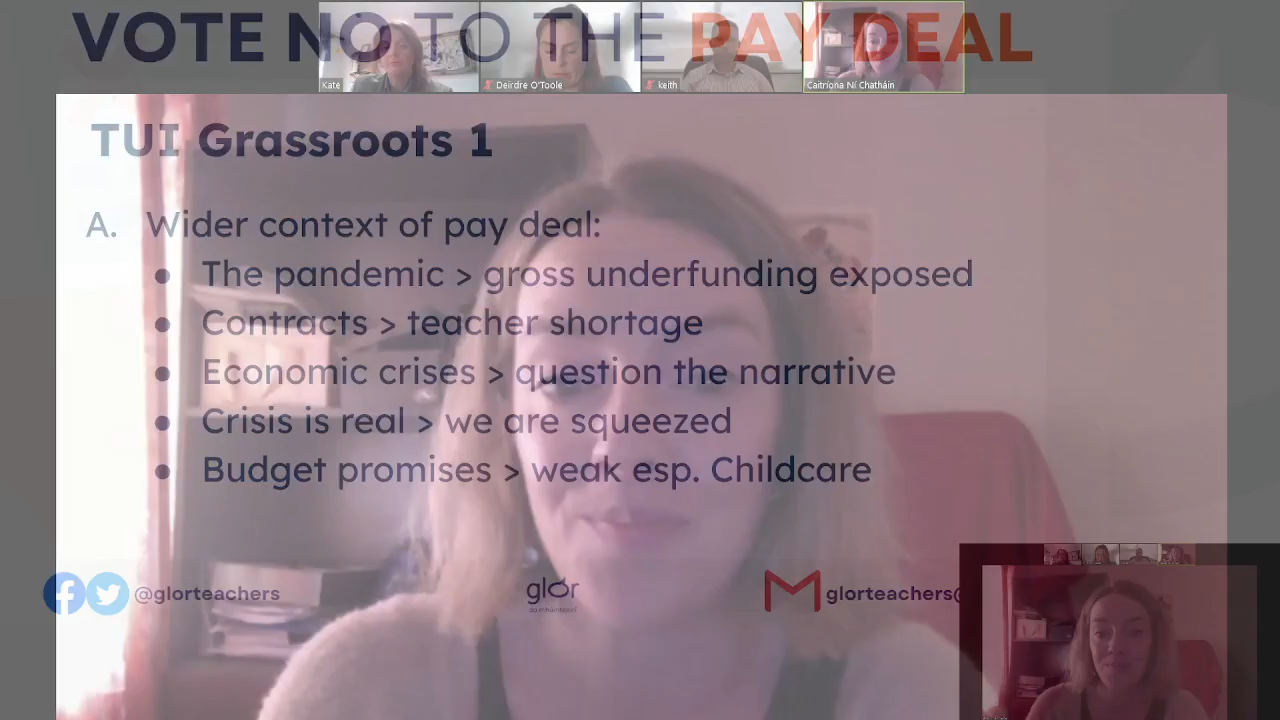 VOTE NO TO THE PAY DEAL
Kate
Deirdre O'Toole
keith
Caitríona Ní Chatháin
TUI Grassroots 1
A. Wider context of pay deal:
• The pandemic > gross underfunding exposed
• Contracts > teacher shortage
• Economic crises > question the narrative
• Crisis is real > we are squeezed
• Budget promises > weak esp. Childcare
@glorteachers
glór
glorteachers@